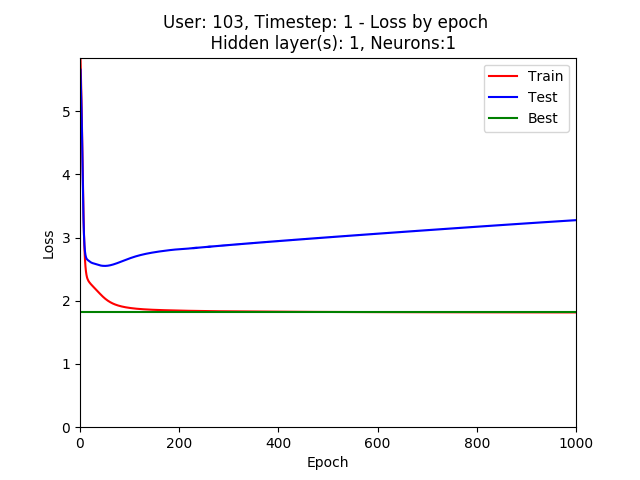 User: 103, Timestep: 1 - Loss by epoch
Hidden layer(s): 1, Neurons:1
Train
Test
Best
Loss
5
4
3
2
1
0
0 200 400 600 800 1000
Epoch